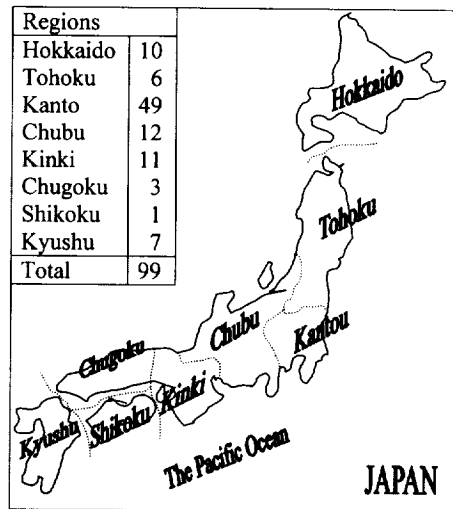 Regions
Hokkaido 10
Tohoku 6
Kanto 49
Chubu 12
Kinki 11
Chugoku 3
Shikoku 1
Kyushu 7
Total 99
Hokkaido
Tohoku
Kantou
Chubu
Chugoku
Kinki
Shikoku
Kyushu
The Pacific Ocean
JAPAN